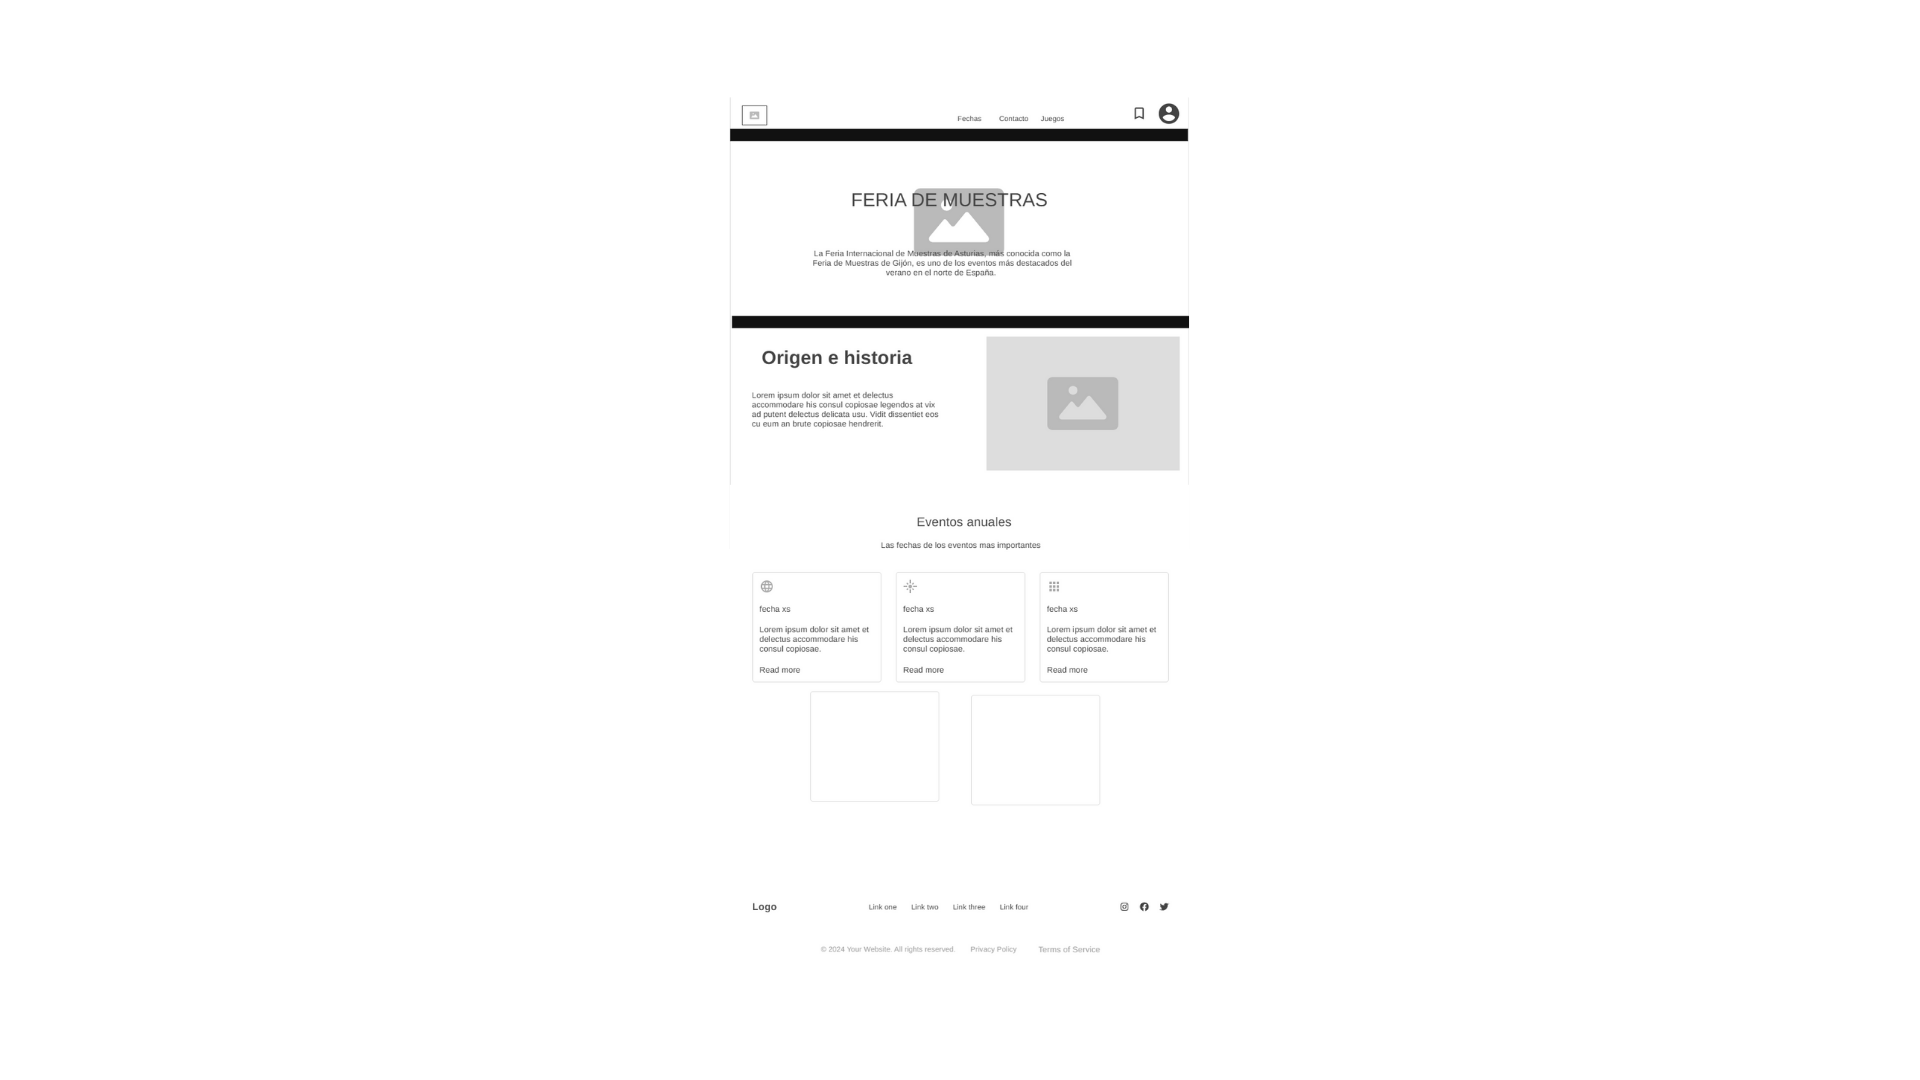 Fechas Contacto Juegos
FERIA DE MUESTRAS
La Feria Internacional de Muestras de Asturias, más conocida como la
Feria de Muestras de Gijón, es uno de los eventos más destacados del
verano en el norte de España.
Origen e historia
Lorem ipsum dolor sit amet et delectus
accommodare his consul copiosae legendos at vix
ad putent delectus delicata usu. Vidit dissentiet eos
cu eum an brute copiosae hendrerit.
Eventos anuales
Las fechas de los eventos mas importantes
fecha xs
Lorem ipsum dolor sit amet et
delectus accommodare his
consul copiosae.
Read more
fecha xs
Lorem ipsum dolor sit amet et
delectus accommodare his
consul copiosae.
Read more
fecha xs
Lorem ipsum dolor sit amet et
delectus accommodare his
consul copiosae.
Read more
Logo Link one Link two Link three Link four
© 2024 Your Website. All rights reserved. Privacy Policy Terms of Service